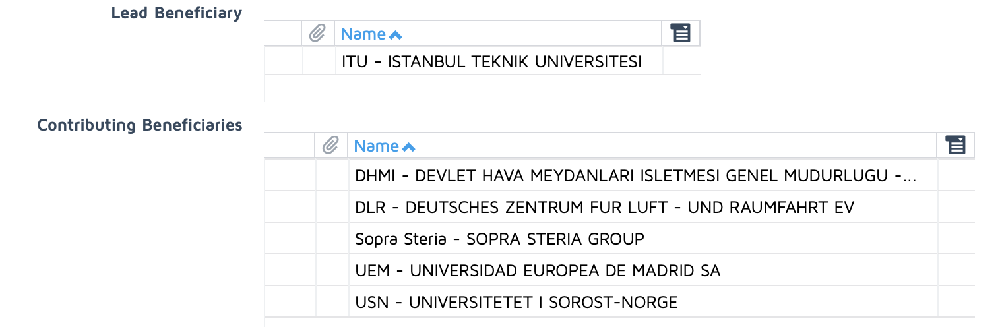 Lead Beneficiary
Name
ITU - ISTANBUL TEKNIK UNIVERSITESI
Contributing Beneficiaries
Name
DHMI - DEVLET HAVA MEYDANLARI ISLETMESI GENEL MUDURLUGU -...
DLR - DEUTSCHES ZENTRUM FUR LUFT - UND RAUMFAHRT EV
Sopra Steria - SOPRA STERIA GROUP
UEM - UNIVERSIDAD EUROPEA DE MADRID SA
USN - UNIVERSITETET I SOROST-NORGE